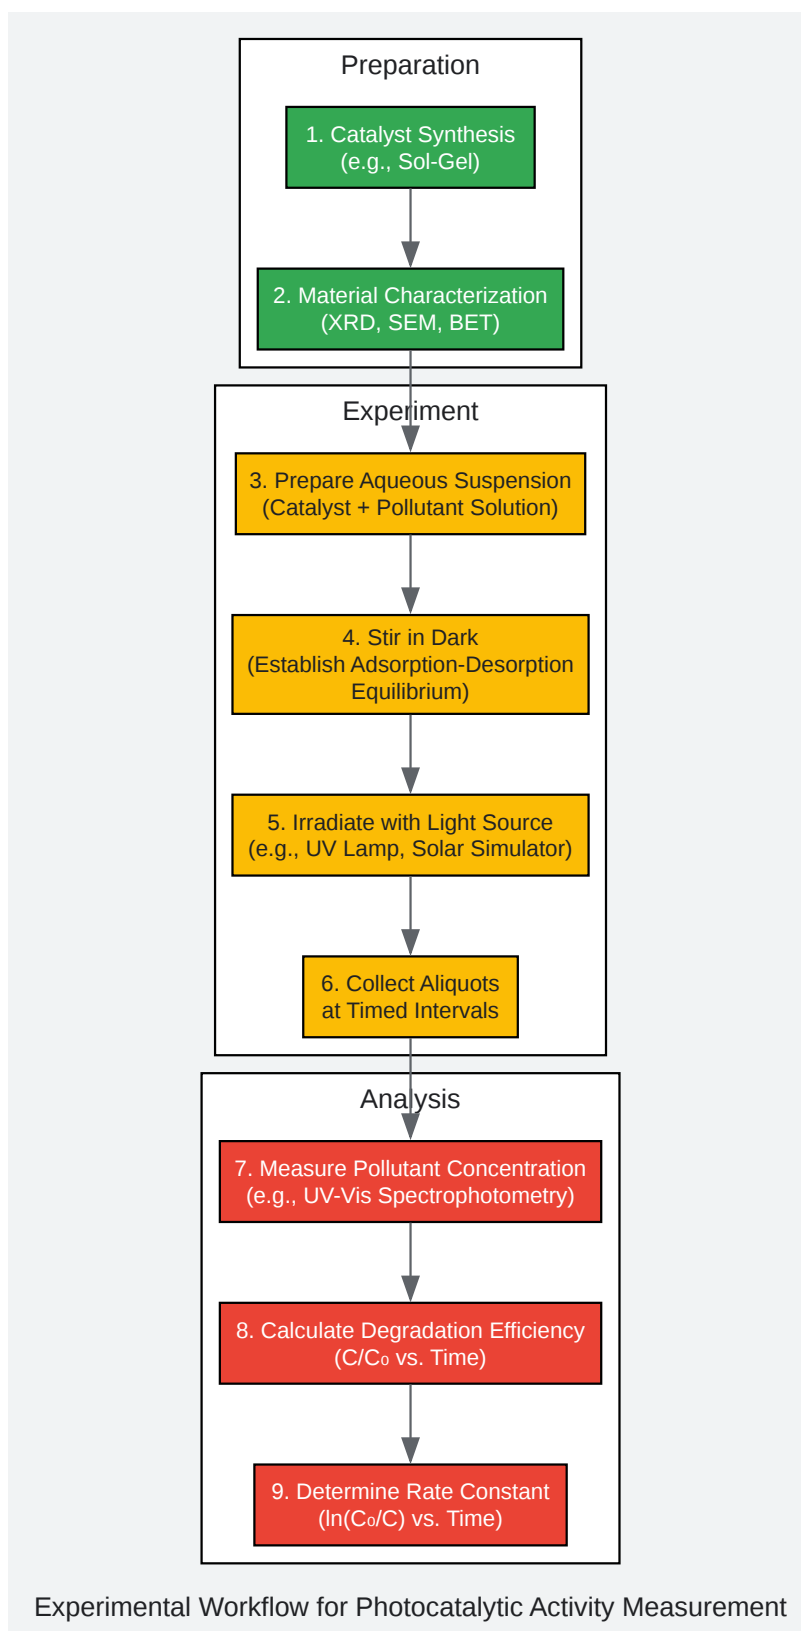 Preparation
1. Catalyst Synthesis
(e.g., Sol-Gel)
2. Material Characterization
(XRD, SEM, BET)
Experiment
3. Prepare Aqueous Suspension
(Catalyst + Pollutant Solution)
4. Stir in Dark
(Establish Adsorption-Desorption
Equilibrium)
5. Irradiate with Light Source
(e.g., UV Lamp, Solar Simulator)
6. Collect Aliquots
at Timed Intervals
Analysis
7. Measure Pollutant Concentration
(e.g., UV-Vis Spectrophotometry)
8. Calculate Degradation Efficiency
(C/C₀ vs. Time)
9. Determine Rate Constant
(ln(C₀/C) vs. Time)
Experimental Workflow for Photocatalytic Activity Measurement